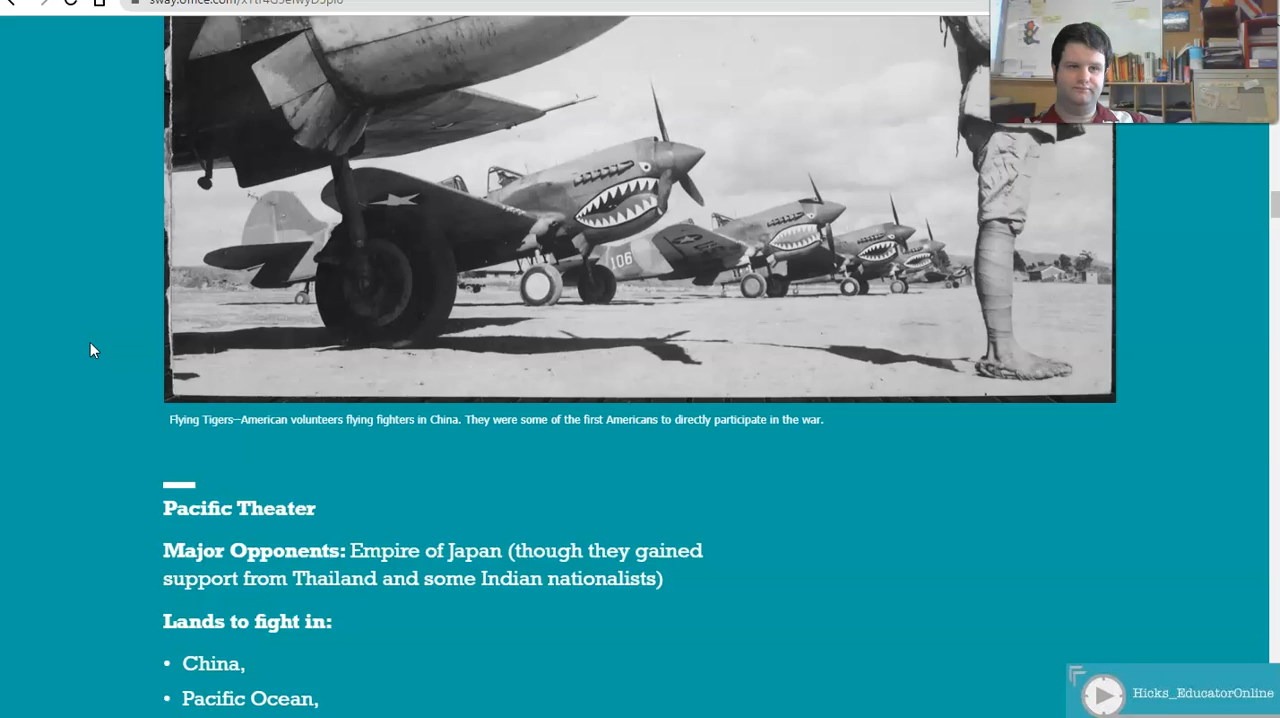 106
Flying Tigers—American volunteers flying fighters in China. They were some of the first Americans to directly participate in the war.
Pacific Theater
Major Opponents: Empire of Japan (though they gained
support from Thailand and some Indian nationalists)
Lands to fight in:
• China,
• Pacific Ocean,
Hicks_EducatorOnline